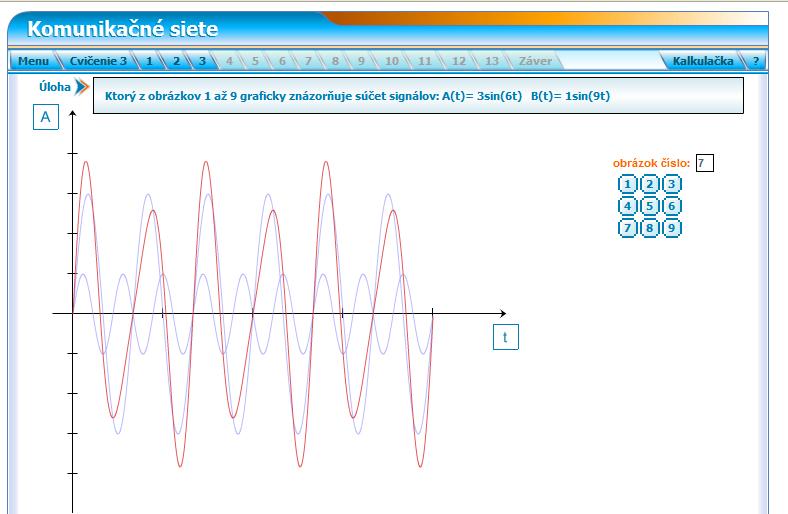 Komunikačné siete
Menu Cvičenie 3 1 2 3 4 5 6 7 8 9 10 11 12 13 Záver Kalkulačka ?
Úloha Ktorý z obrázkov 1 až 9 graficky znázorňuje súčet signálov: A(t)= 3sin(6t) B(t)= 1sin(9t)
A
obrázok číslo: 7
1 2 3
4 5 6
7 8 9
t